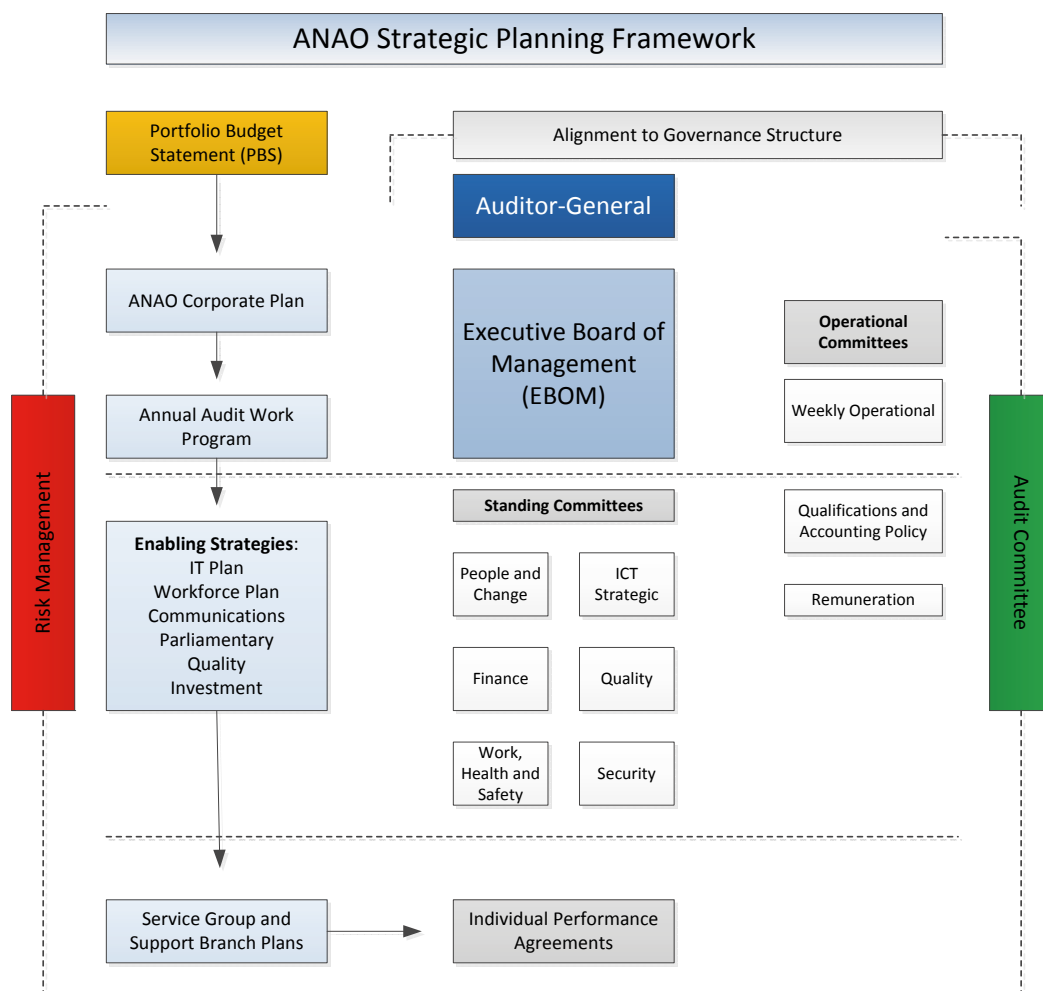 ANAO Strategic Planning Framework
Portfolio Budget
Statement (PBS)
Alignment to Governance Structure
Auditor-General
ANAO Corporate Plan
Executive Board of
Management
(EBOM)
Operational
Committees
Weekly Operational
Annual Audit Work
Program
Risk Management
Audit Committee
Enabling Strategies:
IT Plan
Workforce Plan
Communications
Parliamentary
Quality
Investment
Standing Committees
People and
Change
ICT
Strategic
Finance
Quality
Work,
Health and
Safety
Security
Qualifications and
Accounting Policy
Remuneration
Service Group and
Support Branch Plans
Individual Performance
Agreements